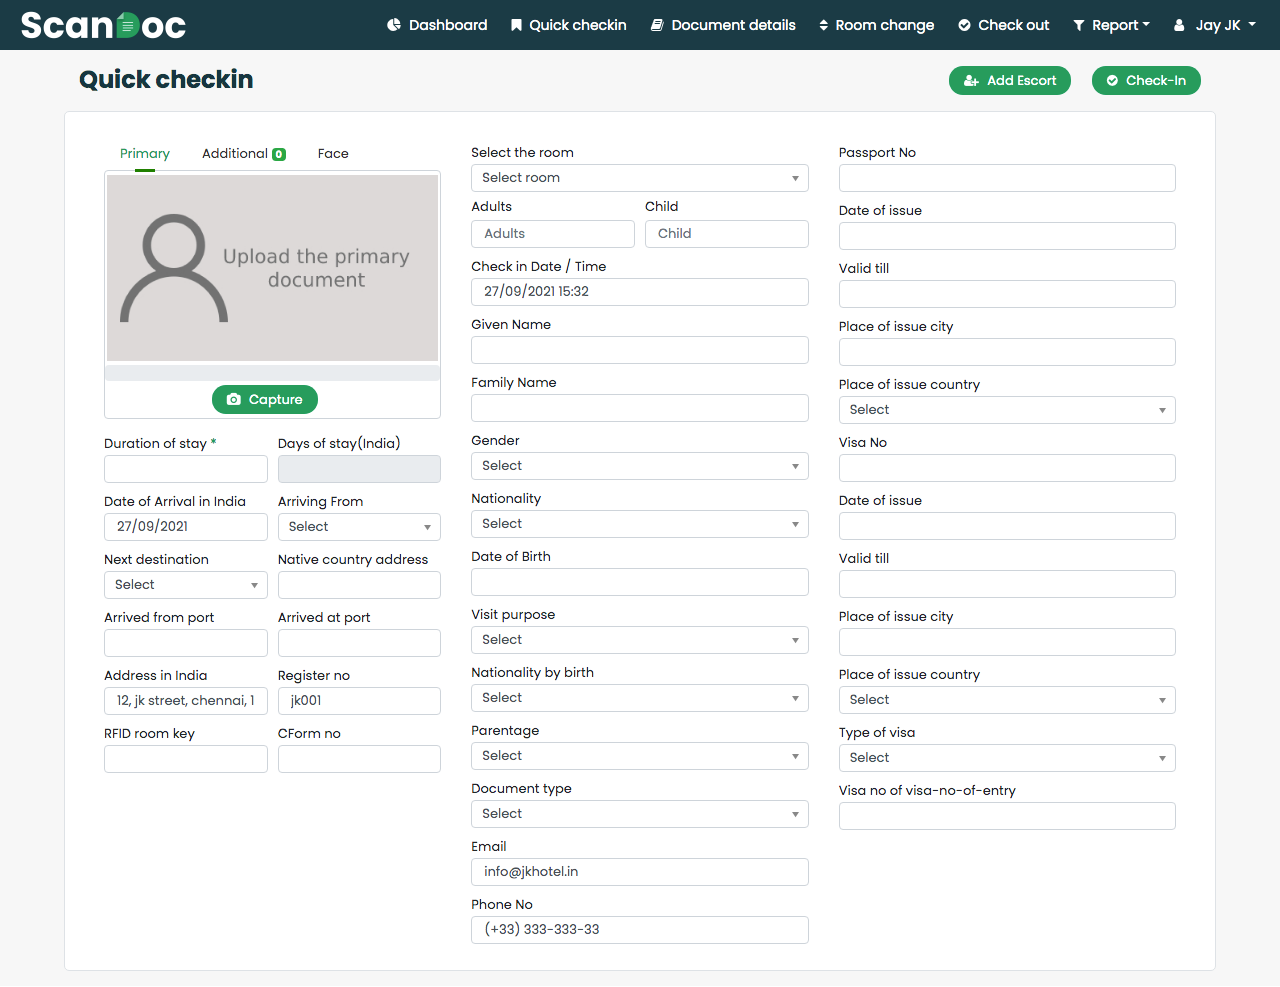 ScanDoc
Dashboard
Quick checkin
Document details
Room change
Check out
Report
Jay JK
Quick checkin
Add Escort
Check-In
Primary
Additional 0
Face
Upload the primary
document
Capture
Duration of stay *
Days of stay(India)
Date of Arrival in India
Arriving From
27/09/2021
Select
Next destination
Native country address
Select
Arrived from port
Arrived at port
Address in India
Register no
12, jk street, chennai, 1
jk001
RFID room key
CForm no
Select the room
Select room
Adults
Child
Adults
Child
Check in Date / Time
27/09/2021 15:32
Given Name
Family Name
Gender
Select
Nationality
Select
Date of Birth
Visit purpose
Select
Nationality by birth
Select
Parentage
Select
Document type
Select
Email
info@jkhotel.in
Phone No
(+33) 333-333-33
Passport No
Date of issue
Valid till
Place of issue city
Place of issue country
Select
Visa No
Date of issue
Valid till
Place of issue city
Place of issue country
Select
Type of visa
Select
Visa no of visa-no-of-entry